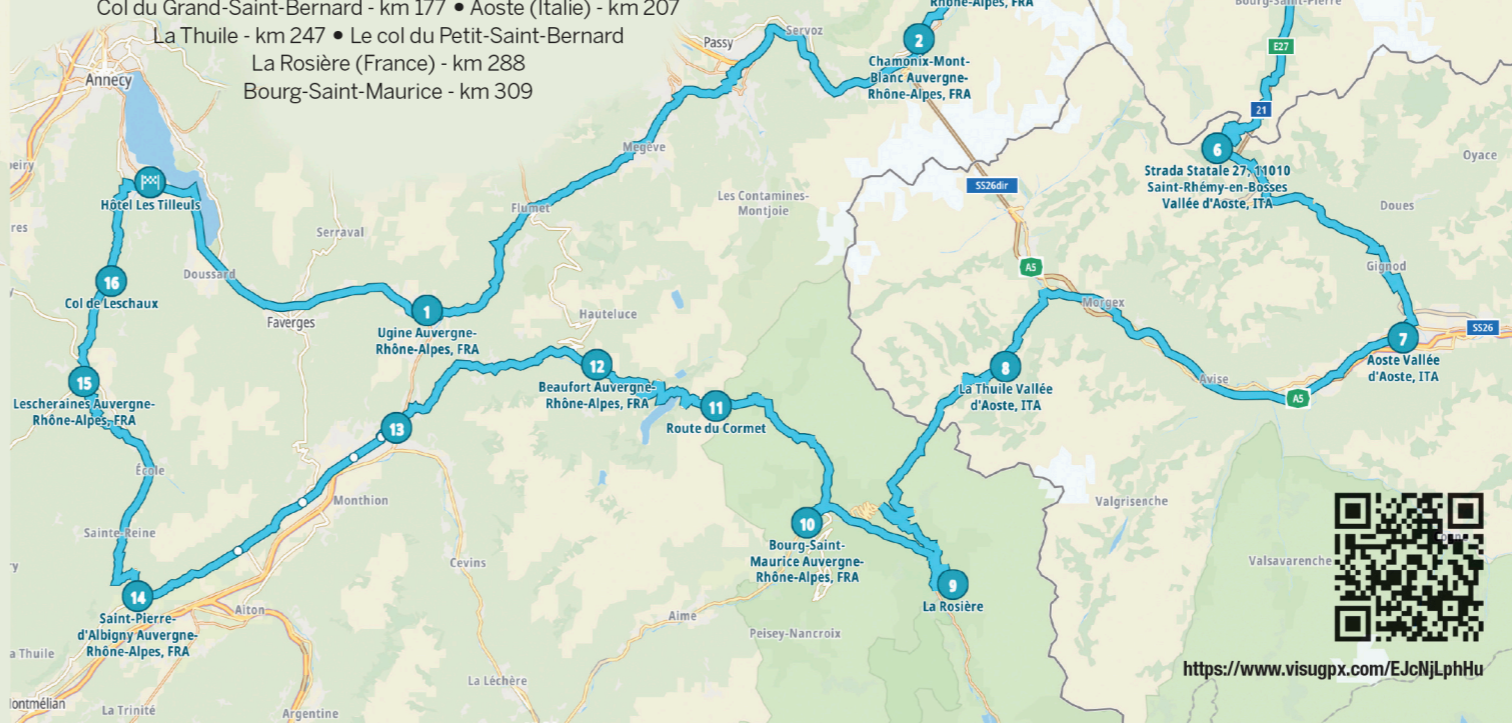 Col du Grand-Saint-Bernard - km 177 • Aoste (Italie) - km 207
La Thuile - km 247 • Le col du Petit-Saint-Bernard
La Rosière (France) - km 288
Bourg-Saint-Maurice - km 309
Rhône-Alpes, FRA
Bourg-Saint-Pierre
Servoz
Passy
2
Chamonix-Mont-
Blanc Auvergne-
Rhône-Alpes, FRA
E27
Annecy
21
Megève
6
Strada Statale 27, 11010
Saint-Rhémy-en-Bosses
Vallée d'Aoste, ITA
Oyace
SS26dir
Hôtel Les Tilleuls
Les Contamines-
Montjoie
Flumet
Doues
Serraval
Doussard
A5
Gignod
16
Col de Leschaux
Faverges
1
Ugine Auvergne-
Rhône-Alpes, FRA
Hauteluce
Morgex
SS26
7
Aoste Vallée
d'Aoste, ITA
12
Beaufort Auvergne-
Rhône-Alpes, FRA
8
La Thuile Vallée
d'Aoste, ITA
Avise
A5
15
Lescheraines Auvergne-
Rhône-Alpes, FRA
11
Route du Cormet
13
École
Monthion
Valgrisenche
Sainte-Reine
10
Bourg-Saint-
Maurice Auvergne-
Rhône-Alpes, FRA
Cevins
Valsavarenche
9
La Rosière
14
Saint-Pierre-
d'Albigny Auvergne-
Rhône-Alpes, FRA
Aiton
Aime
Peisey-Nancroix
a Thuile
La Léchère
https://www.visugpx.com/EJcNjLphHu
ontmélian
La Trinité
Argentine